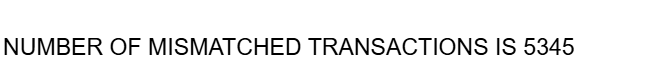 NUMBER OF MISMATCHED TRANSACTIONS IS 5345